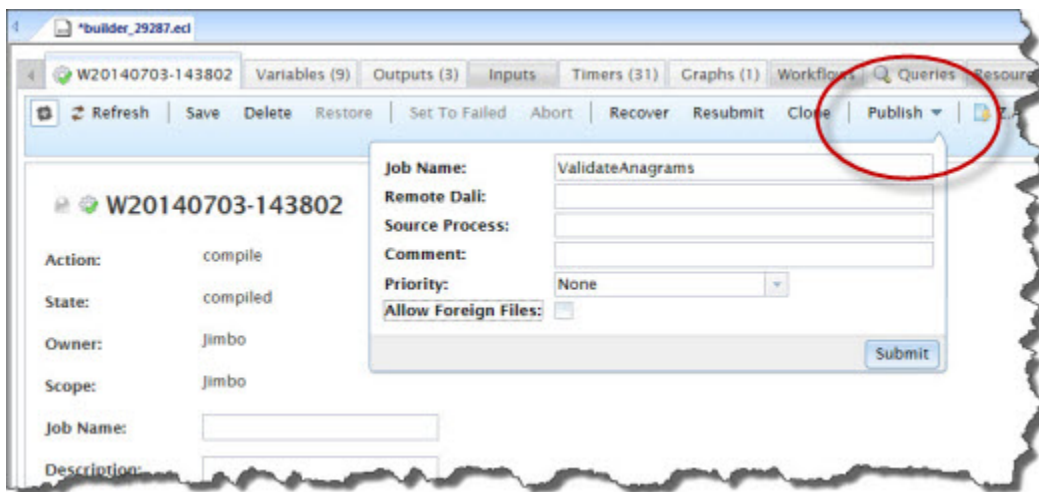 *builder_29287.ecl
W20140703-143802 Variables (9) Outputs (3) Inputs Timers (31) Graphs (1) Workflows Queries
Refresh Save Delete Restore Set To Failed Abort Recover Resubmit Clone Publish
Job Name: ValidateAnagrams
Remote Dali:
Source Process:
Comment:
Priority: None
Allow Foreign Files:
Submit
W20140703-143802
Action: compile
State: compiled
Owner: Jimbo
Scope: Jimbo
Job Name:
Description: